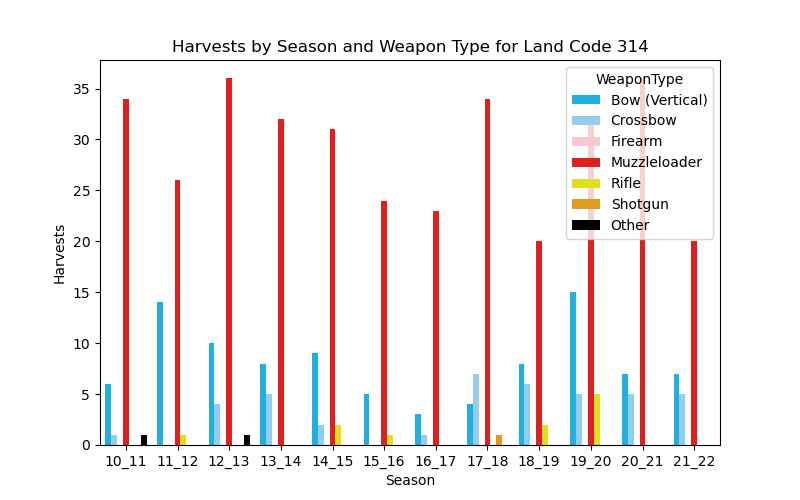 Harvests by Season and Weapon Type for Land Code 314
WeaponType
Bow (Vertical)
Crossbow
Firearm
Muzzleloader
Rifle
Shotgun
Other
Harvests
35
30
25
20
15
10
5
0
10_11 11_12 12_13 13_14 14_15 15_16 16_17 17_18 18_19 19_20 20_21 21_22
Season